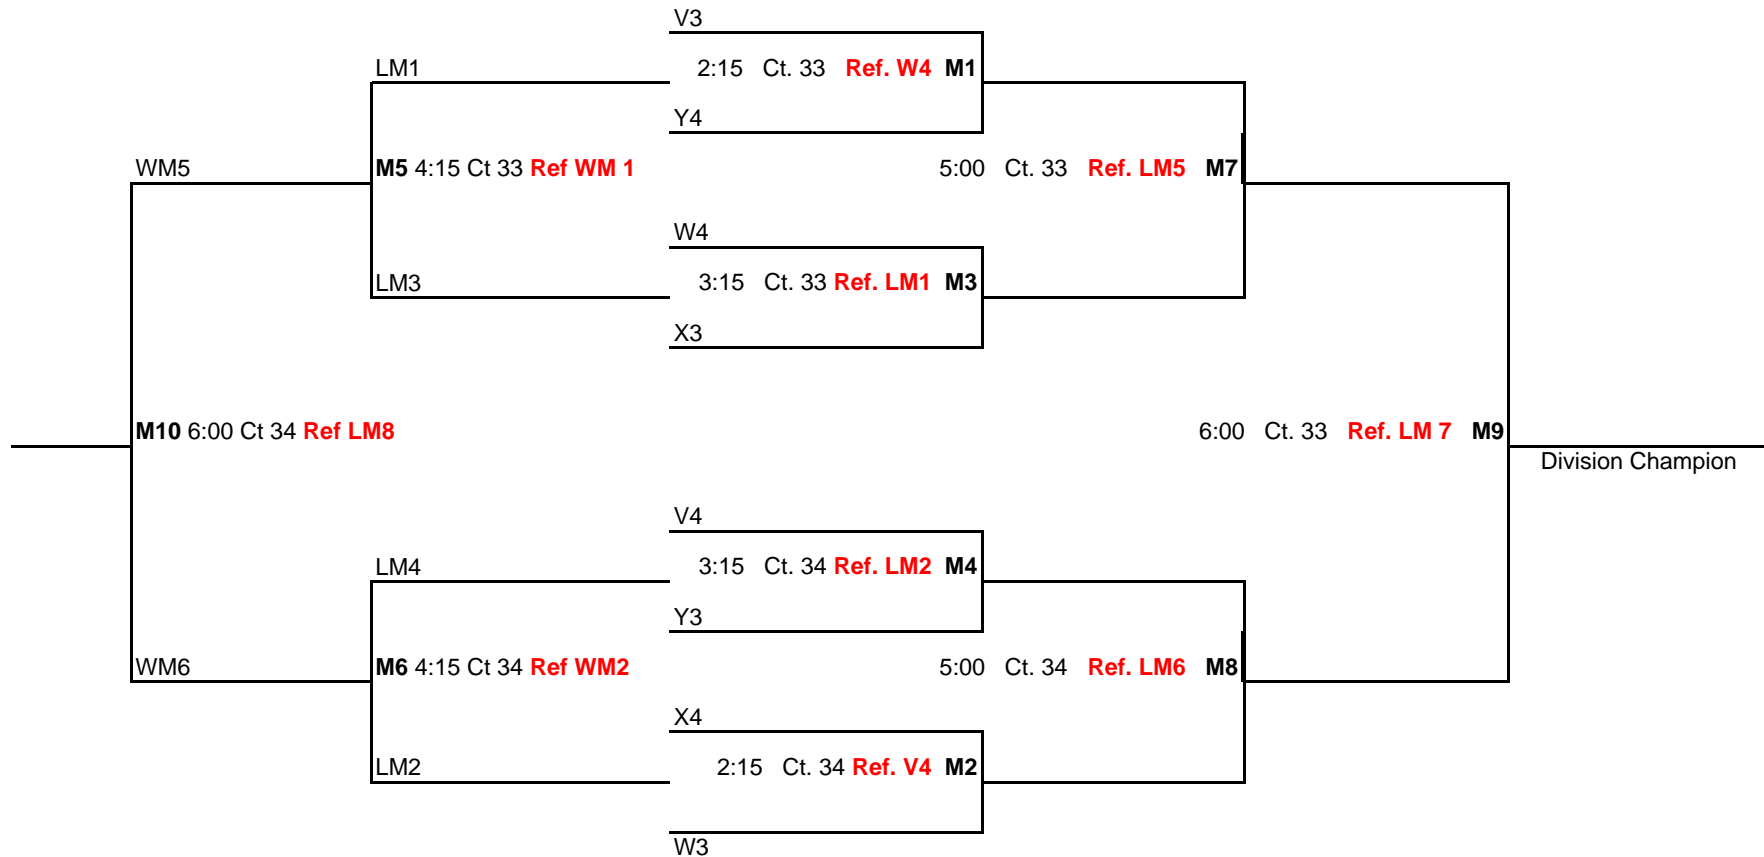 V3
LM1
2:15 Ct. 33 Ref. W4 M1
Y4
WM5
M5 4:15 Ct 33 Ref WM 1
5:00 Ct. 33 Ref. LM5 M7
W4
LM3
3:15 Ct. 33 Ref. LM1 M3
X3
M10 6:00 Ct 34 Ref LM8
6:00 Ct. 33 Ref. LM 7 M9
Division Champion
V4
LM4
3:15 Ct. 34 Ref. LM2 M4
Y3
WM6
M6 4:15 Ct 34 Ref WM2
5:00 Ct. 34 Ref. LM6 M8
X4
LM2
2:15 Ct. 34 Ref. V4 M2
W3